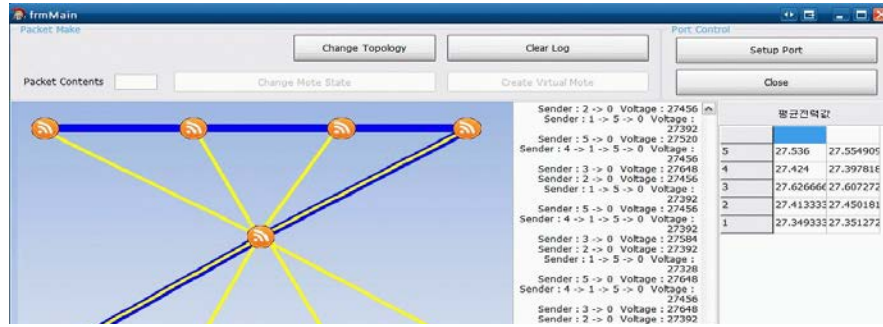 frmMain
Packet Make
Port Control
Change Topology
Clear Log
Setup Port
Packet Contents
Change Mote State
Create Virtual Mote
Close
Sender : 2 -> 0 Voltage : 27456
Sender : 1 -> 5 -> 0 Voltage :
27392
Sender : 5 -> 0 Voltage : 27520
Sender : 4 -> 1 -> 5 -> 0 Voltage :
27456
Sender : 3 -> 0 Voltage : 27648
Sender : 2 -> 0 Voltage : 27456
Sender : 1 -> 5 -> 0 Voltage :
27392
Sender : 5 -> 0 Voltage : 27456
Sender : 4 -> 1 -> 5 -> 0 Voltage :
27392
Sender : 3 -> 0 Voltage : 27584
Sender : 2 -> 0 Voltage : 27392
Sender : 1 -> 5 -> 0 Voltage :
27328
Sender : 5 -> 0 Voltage : 27648
Sender : 4 -> 1 -> 5 -> 0 Voltage :
27456
Sender : 3 -> 0 Voltage : 27648
Sender : 2 -> 0 Voltage : 27392
평균전력값
5 27.536 27.554909
4 27.424 27.397818
3 27.626666 27.607272
2 27.413333 27.450181
1 27.349333 27.351272